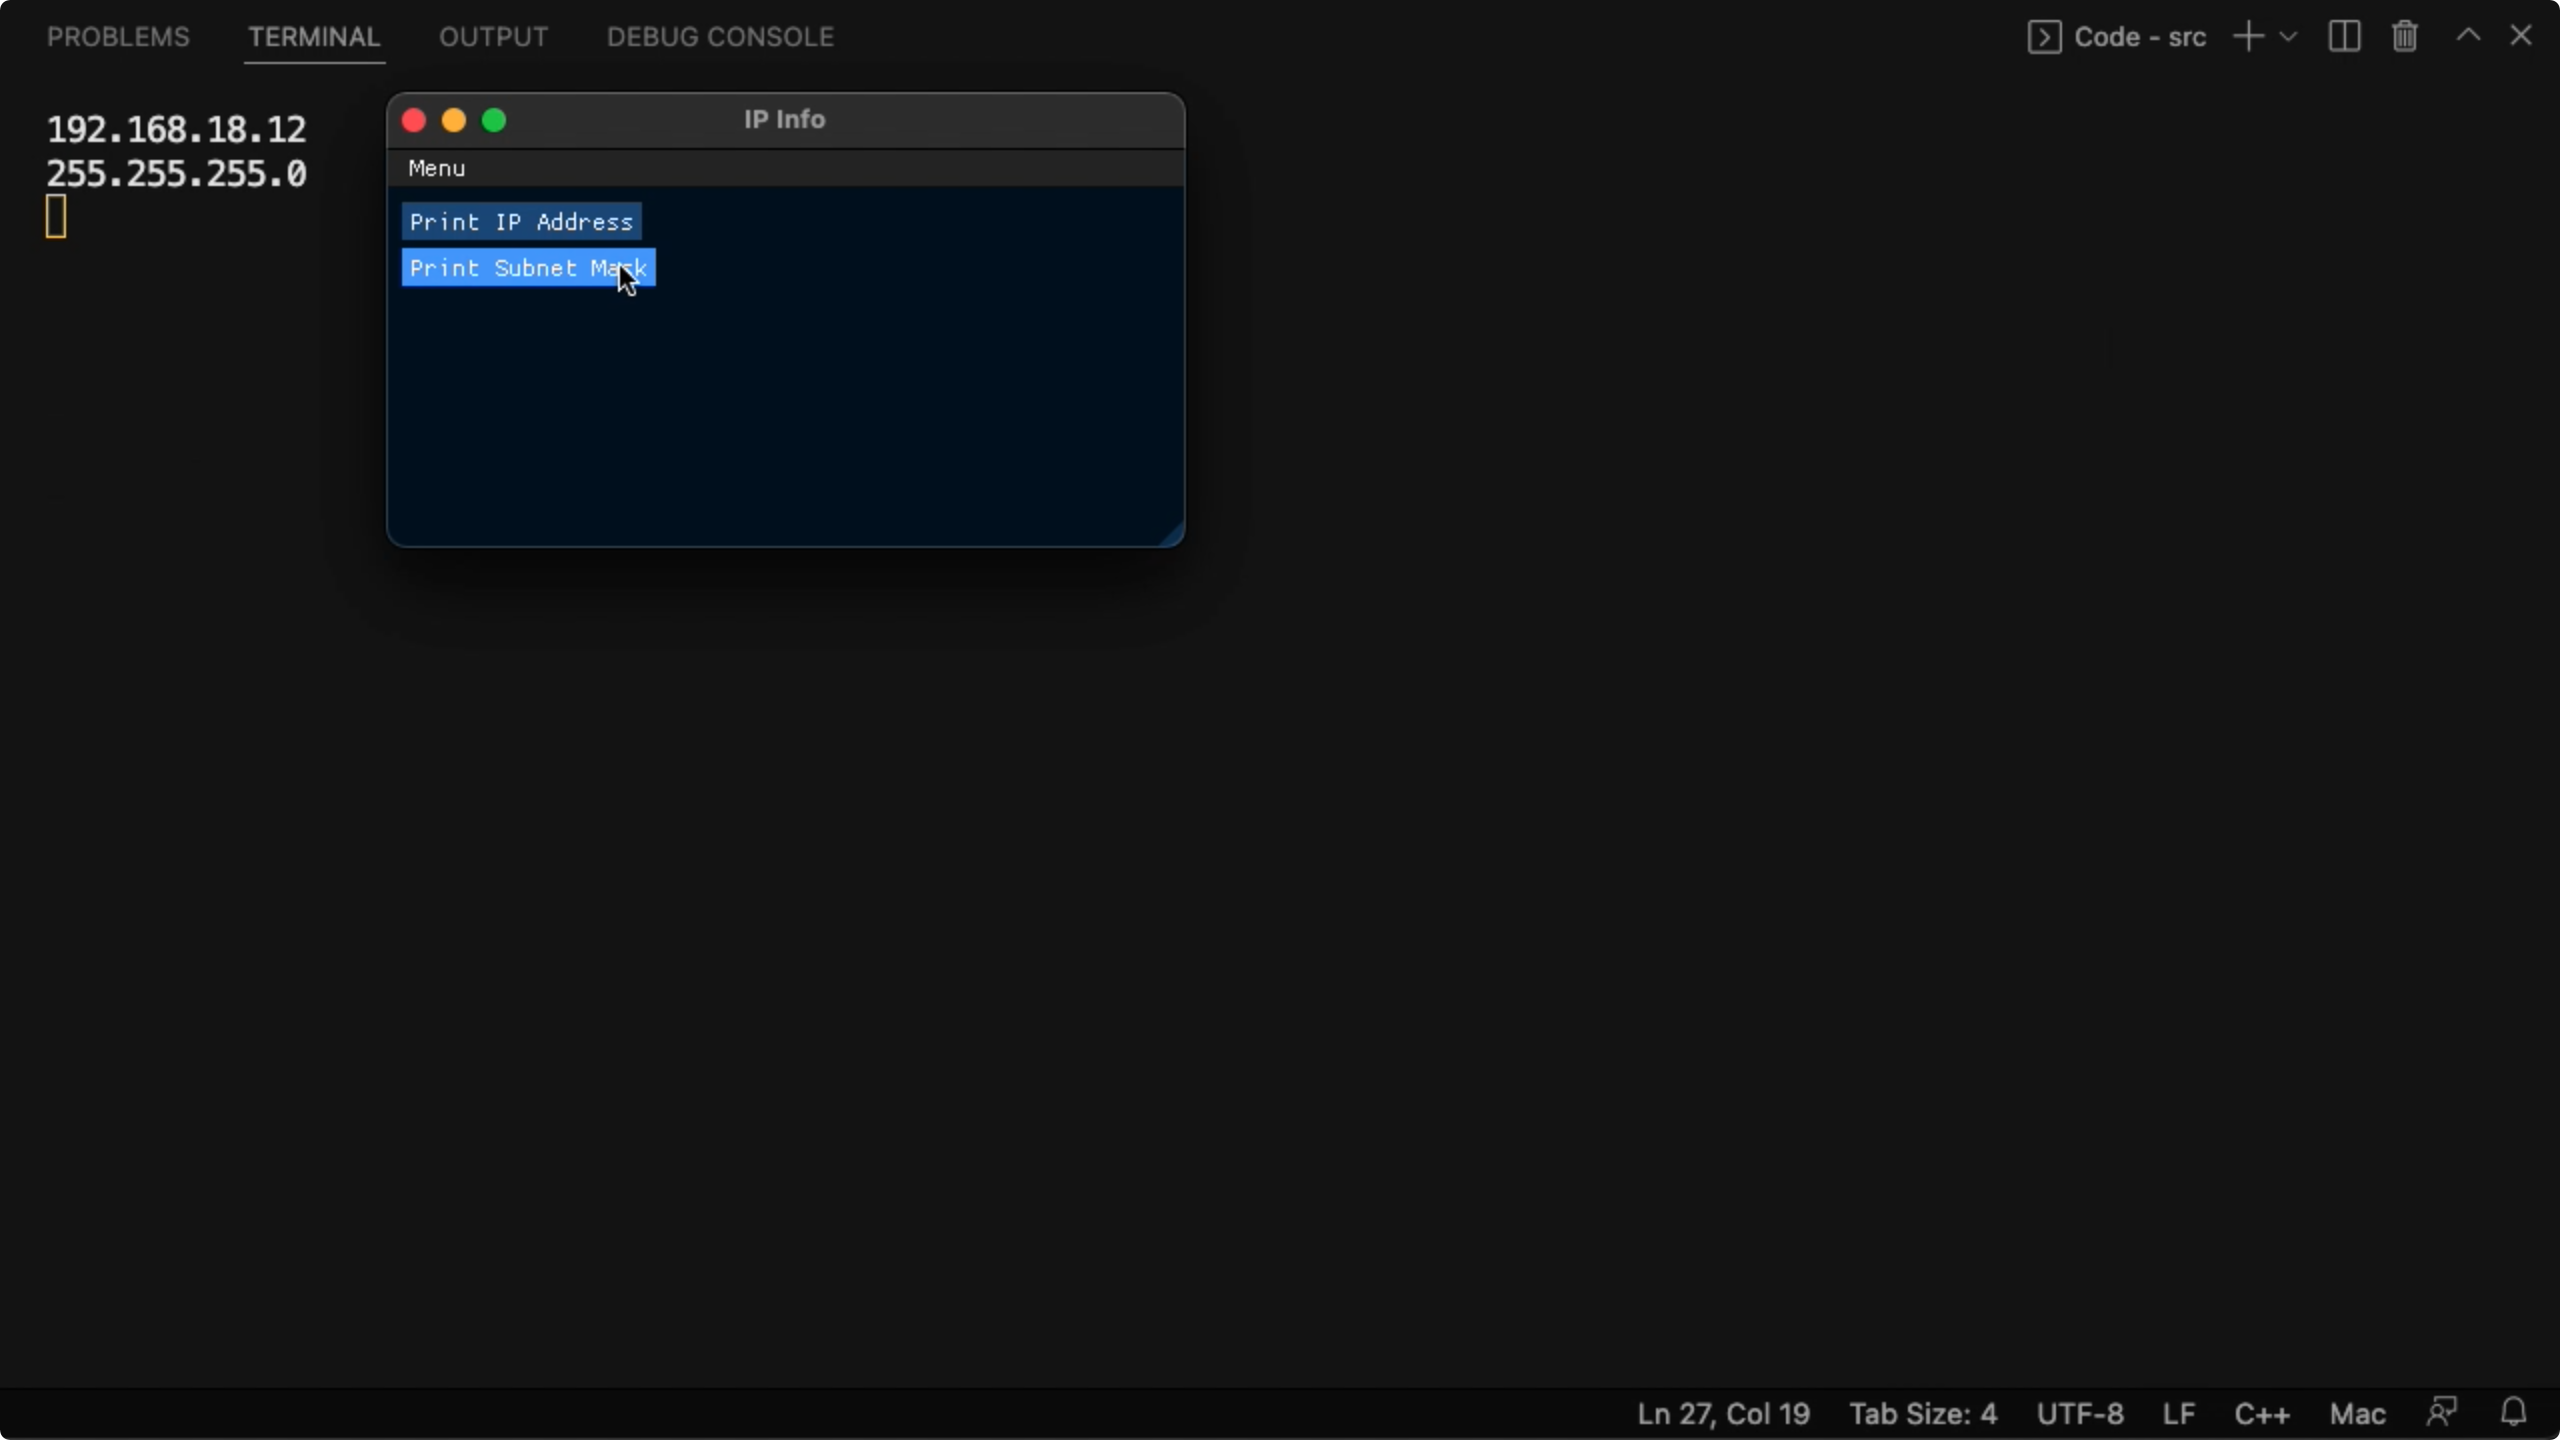 PROBLEMS TERMINAL OUTPUT DEBUG CONSOLE Code - src
192.168.18.12
255.255.255.0
IP Info
Menu
Print IP Address
Print Subnet Mask
Ln 27, Col 19 Tab Size: 4 UTF-8 LF C++ Mac